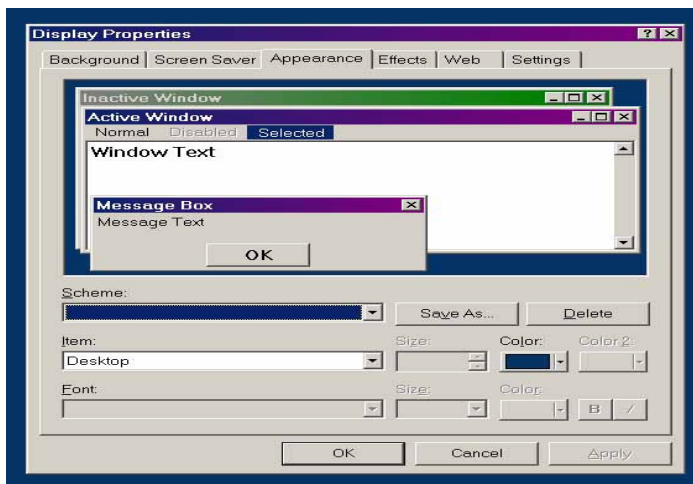 Display Properties
Background Screen Saver Appearance Effects Web Settings
Inactive Window
Active Window
Normal Disabled Selected
Window Text
Message Box
Message Text
OK
Scheme:
Save As... Delete
Item: Size: Color: Color 2:
Desktop
Font: Size: Color:
B /
OK Cancel Apply